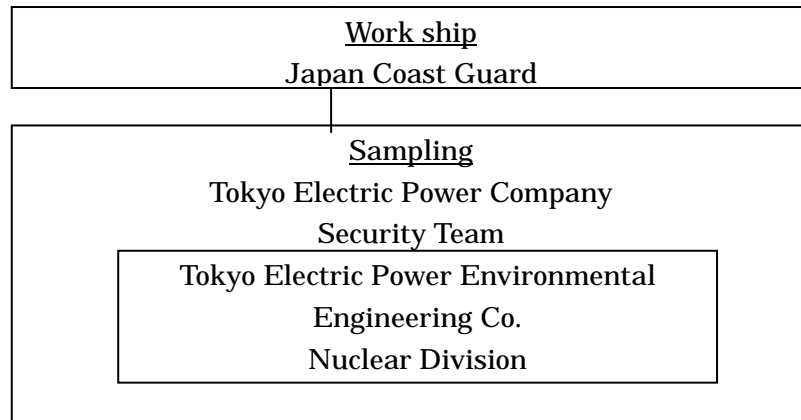 Work ship
Japan Coast Guard
Sampling
Tokyo Electric Power Company
Security Team
Tokyo Electric Power Environmental
Engineering Co.
Nuclear Division